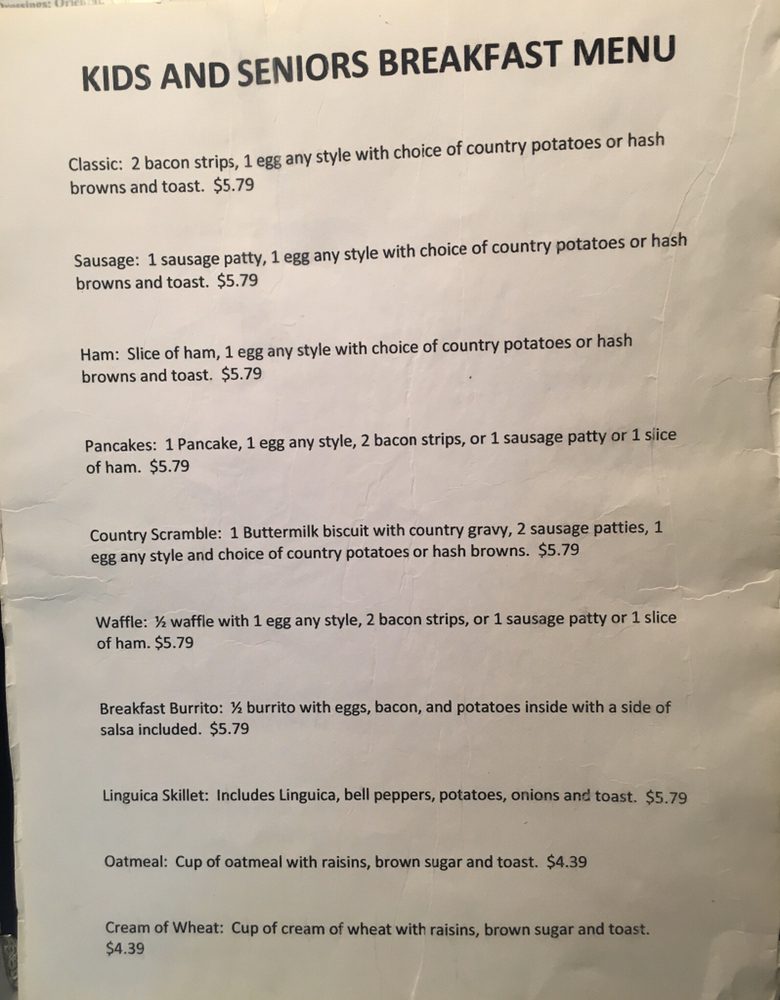 KIDS AND SENIORS BREAKFAST MENU
Classic: 2 bacon strips, 1 egg any style with choice of country potatoes or hash
browns and toast. $5.79
Sausage: 1 sausage patty, 1 egg any style with choice of country potatoes or hash
browns and toast. $5.79
Ham: Slice of ham, 1 egg any style with choice of country potatoes or hash
browns and toast. $5.79
Pancakes: 1 Pancake, 1 egg any style, 2 bacon strips, or 1 sausage patty or 1 slice
of ham. $5.79
Country Scramble: 1 Buttermilk biscuit with country gravy, 2 sausage patties, 1
egg any style and choice of country potatoes or hash browns. $5.79
Waffle: ½ waffle with 1 egg any style, 2 bacon strips, or 1 sausage patty or 1 slice
of ham. $5.79
Breakfast Burrito: ½ burrito with eggs, bacon, and potatoes inside with a side of
salsa included. $5.79
Linguica Skillet: Includes Linguica, bell peppers, potatoes, onions and toast. $5.79
Oatmeal: Cup of oatmeal with raisins, brown sugar and toast. $4.39
Cream of Wheat: Cup of cream of wheat with raisins, brown sugar and toast.
$4.39